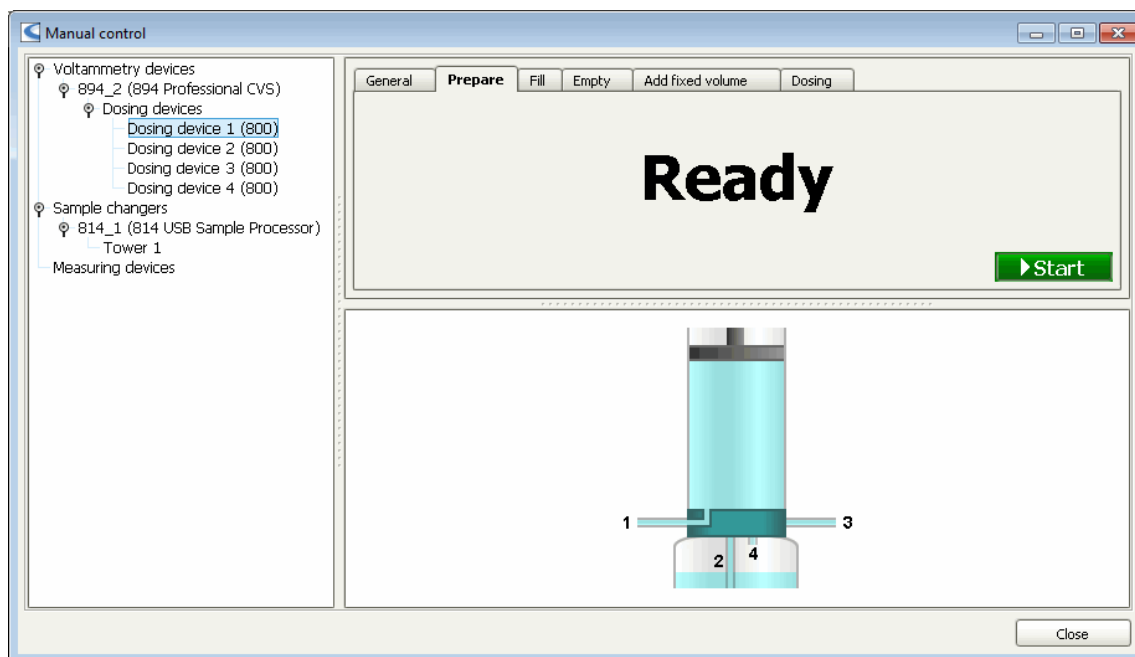 Manual control
Voltammetry devices
894_2 (894 Professional CVS)
Dosing devices
Dosing device 1 (800)
Dosing device 2 (800)
Dosing device 3 (800)
Dosing device 4 (800)
Sample changers
814_1 (814 USB Sample Processor)
Tower 1
Measuring devices
General Prepare Fill Empty Add fixed volume Dosing
Ready
Start
1 3
2 4
Close